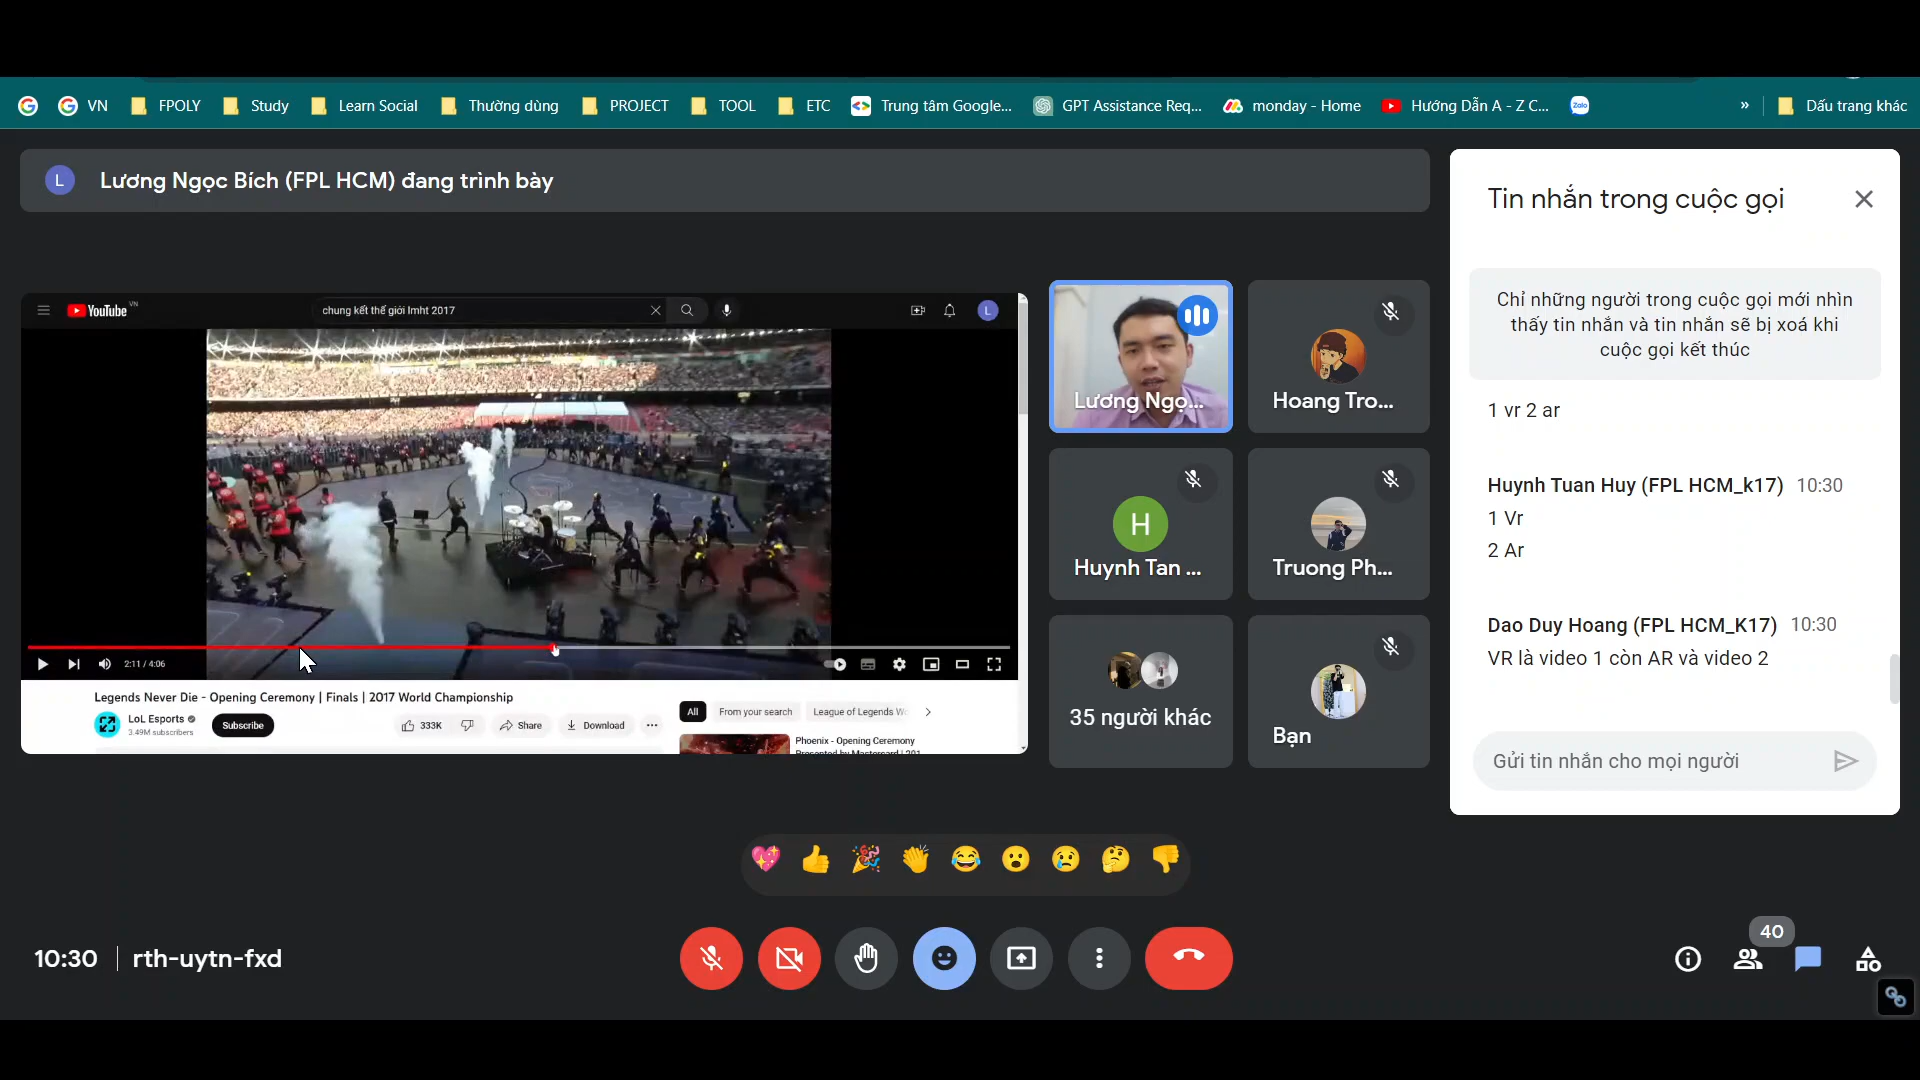 VN
FPOLY
Study
Learn Social
Thường dùng
PROJECT
TOOL
ETC
Trung tâm Google...
GPT Assistance Req...
monday - Home
Hướng Dẫn A - Z C...
Zalo
»
Dấu trang khác
L
Lương Ngọc Bích (FPL HCM) đang trình bày
YouTube VN
chung kết thế giới lmht 2017
L
2:11 / 4:06
Legends Never Die - Opening Ceremony | Finals | 2017 World Championship
LoL Esports
3.49M subscribers
Subscribe
333K
Share
Download
All
From your search
League of Legends Wo
Phoenix - Opening Ceremony
Presented by Mastercard | 201
Lương Ngọ...
Hoang Tro...
H
Huynh Tan ...
Truong Ph...
35 người khác
Bạn
Tin nhắn trong cuộc gọi
Chỉ những người trong cuộc gọi mới nhìn
thấy tin nhắn và tin nhắn sẽ bị xoá khi
cuộc gọi kết thúc
1 vr 2 ar
Huynh Tuan Huy (FPL HCM_k17) 10:30
1 Vr
2 Ar
Dao Duy Hoang (FPL HCM_K17) 10:30
VR là video 1 còn AR và video 2
Gửi tin nhắn cho mọi người
10:30 | rth-uytn-fxd
40